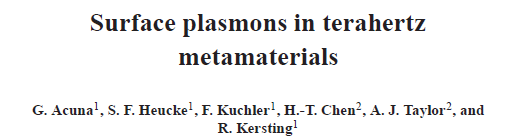 Surface plasmons in terahertz
metamaterials
G. Acuna¹, S. F. Heucke¹, F. Kuchler¹, H.-T. Chen², A. J. Taylor², and
R. Kersting¹